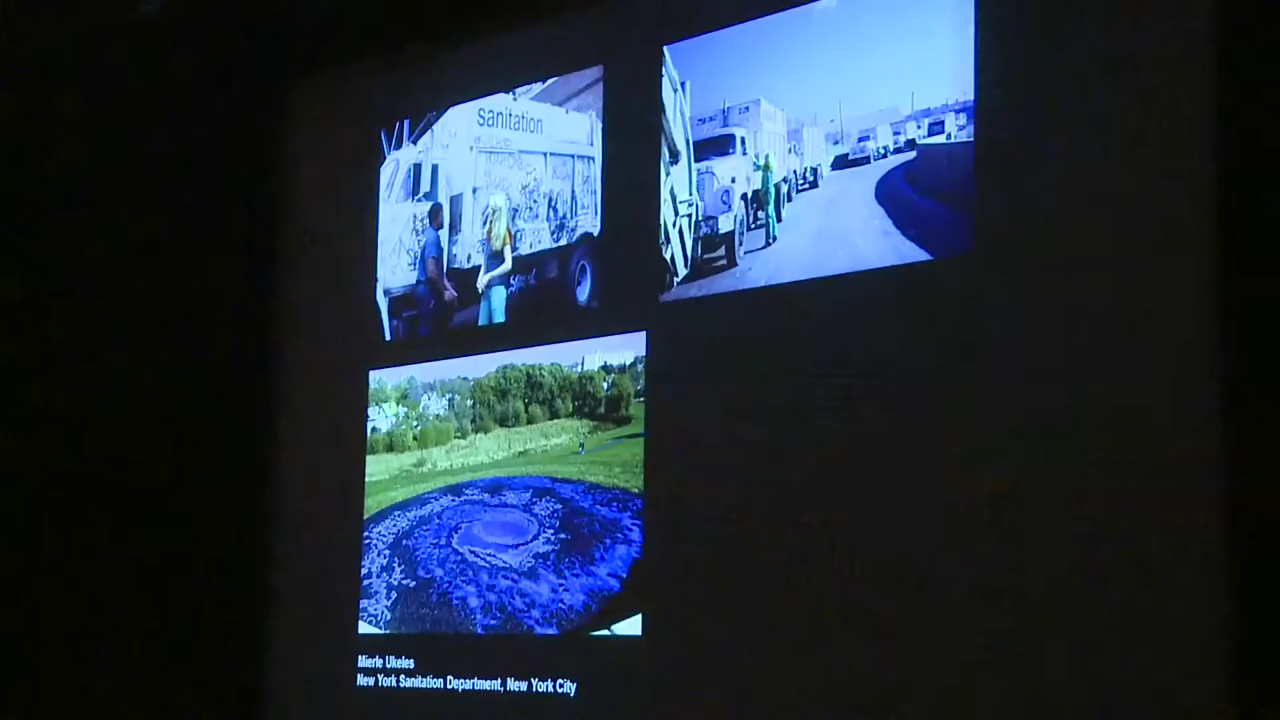 sanitation
Mierle Ukeles
New York Sanitation Department, New York City